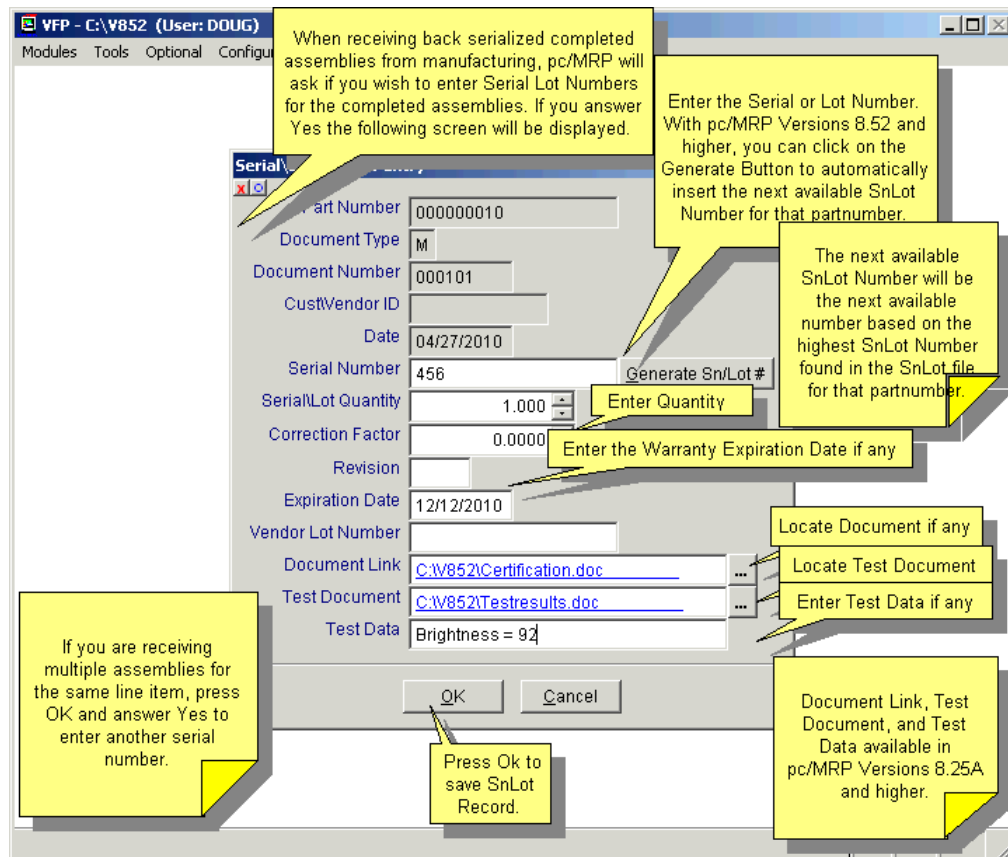 VFP - C:\V852 (User: DOUG)
Modules Tools Optional
When receiving back serialized completed
assemblies from manufacturing, pc/MRP will
ask if you wish to enter Serial Lot Numbers
for the completed assemblies. If you answer
Yes the following screen will be displayed.
Enter the Serial or Lot Number.
With pc/MRP Versions 8.52 and
higher, you can click on the
Generate Button to automatically
insert the next available SnLot
Number for that partnumber.
The next available
SnLot Number will be
the next available
number based on the
highest SnLot Number
found in the SnLot file
for that partnumber.
Part Number 000000010
Document Type M
Document Number 000101
Cust\Vendor ID
Date 04/27/2010
Serial Number 456 Generate Sn/Lot #
Serial\Lot Quantity 1.000
Enter Quantity
Correction Factor 0.0000
Enter the Warranty Expiration Date if any
Revision
Expiration Date 12/12/2010
Vendor Lot Number
Locate Document if any
Document Link C:\V852\Certification.doc ...
Locate Test Document
Test Document C:\V852\Testresults.doc ...
Enter Test Data if any
Test Data Brightness = 92
If you are receiving
multiple assemblies for
the same line item, press
OK and answer Yes to
enter another serial
number.
OK Cancel
Press Ok to
save SnLot
Record.
Document Link, Test
Document, and Test
Data available in
pc/MRP Versions 8.25A
and higher.